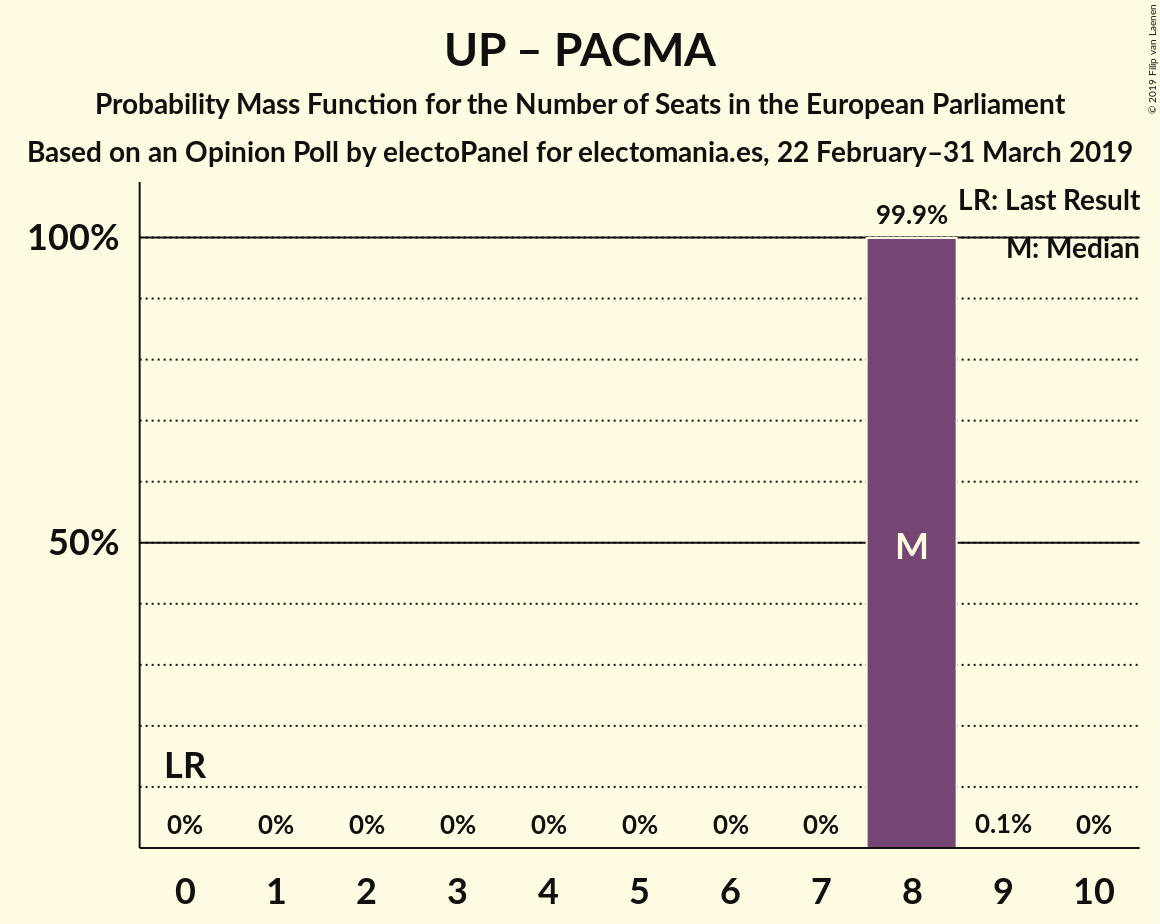 UP – PACMA
Probability Mass Function for the Number of Seats in the European Parliament
Based on an Opinion Poll by electoPanel for electomania.es, 22 February–31 March 2019
© 2019 Filip van Laenen
LR: Last Result
M: Median
99.9%
100%
50%
M
LR
0% 0% 0% 0% 0% 0% 0% 0% 0.1% 0%
0 1 2 3 4 5 6 7 8 9 10